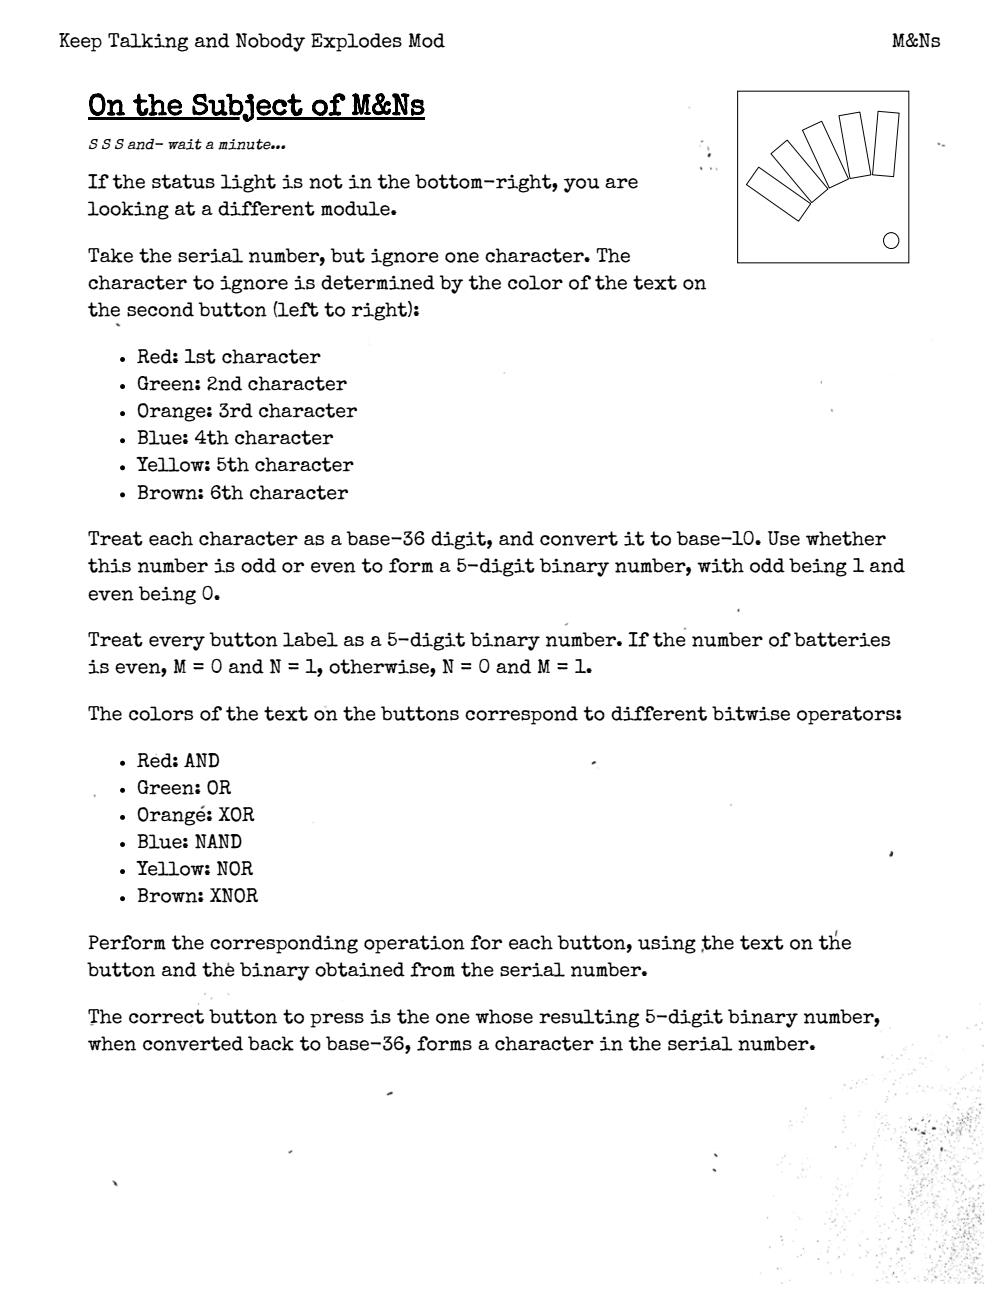 Keep Talking and Nobody Explodes Mod
M&Ns
On the Subject of M&Ns
S S S and– wait a minute...
If the status light is not in the bottom-right, you are
looking at a different module.
Take the serial number, but ignore one character. The
character to ignore is determined by the color of the text on
the second button (left to right):
• Red: 1st character
• Green: 2nd character
• Orange: 3rd character
• Blue: 4th character
• Yellow: 5th character
• Brown: 6th character
Treat each character as a base-36 digit, and convert it to base-10. Use whether
this number is odd or even to form a 5-digit binary number, with odd being 1 and
even being 0.
Treat every button label as a 5-digit binary number. If the number of batteries
is even, M = 0 and N = 1, otherwise, N = 0 and M = 1.
The colors of the text on the buttons correspond to different bitwise operators:
• Red: AND
• Green: OR
• Orange: XOR
• Blue: NAND
• Yellow: NOR
• Brown: XNOR
Perform the corresponding operation for each button, using the text on the
button and the binary obtained from the serial number.
The correct button to press is the one whose resulting 5-digit binary number,
when converted back to base-36, forms a character in the serial number.